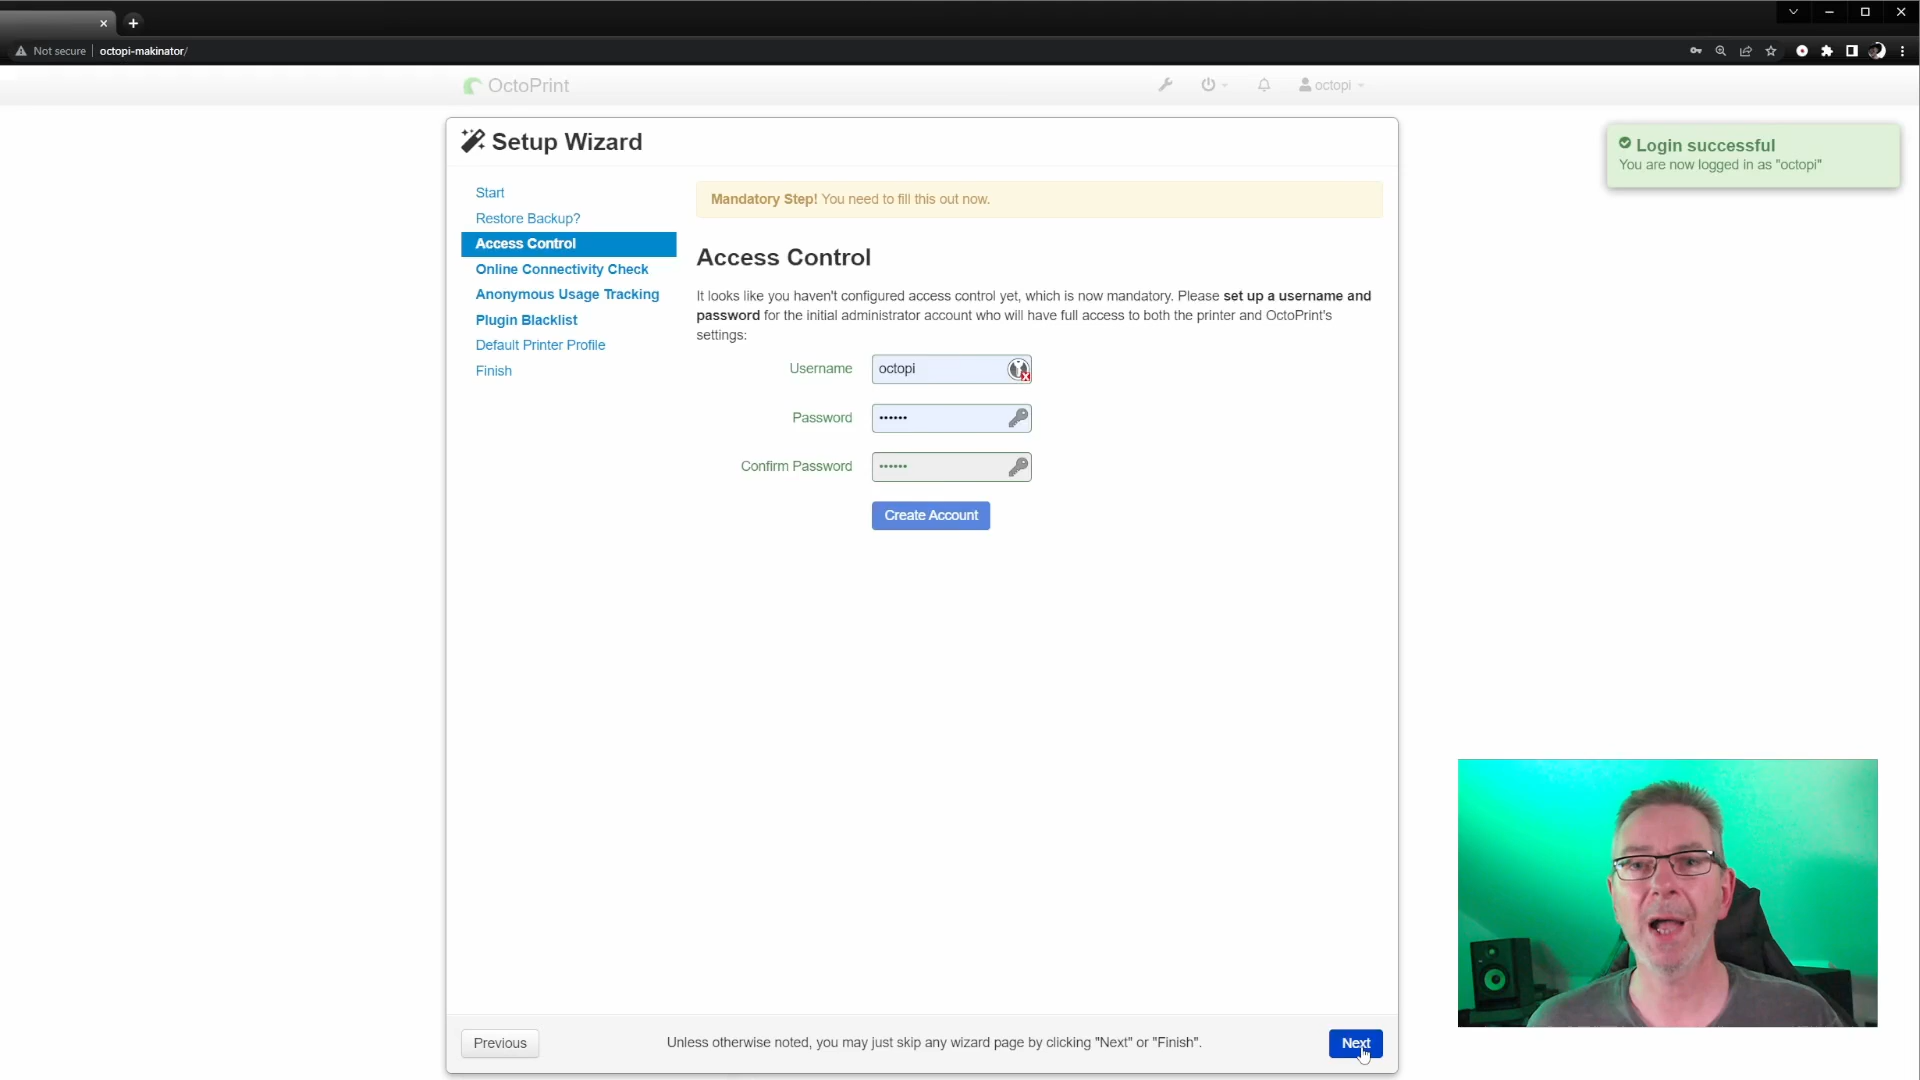 Not secure
octopi-makinator/
OctoPrint
octopi
Setup Wizard
Login successful
You are now logged in as "octopi"
Start
Restore Backup?
Access Control
Online Connectivity Check
Anonymous Usage Tracking
Plugin Blacklist
Default Printer Profile
Finish
Mandatory Step! You need to fill this out now.
Access Control
It looks like you haven't configured access control yet, which is now mandatory. Please set up a username and
password for the initial administrator account who will have full access to both the printer and OctoPrint's
settings:
Username
octopi
Password
••••••
Confirm Password
••••••
Create Account
Previous
Unless otherwise noted, you may just skip any wizard page by clicking "Next" or "Finish".
Next